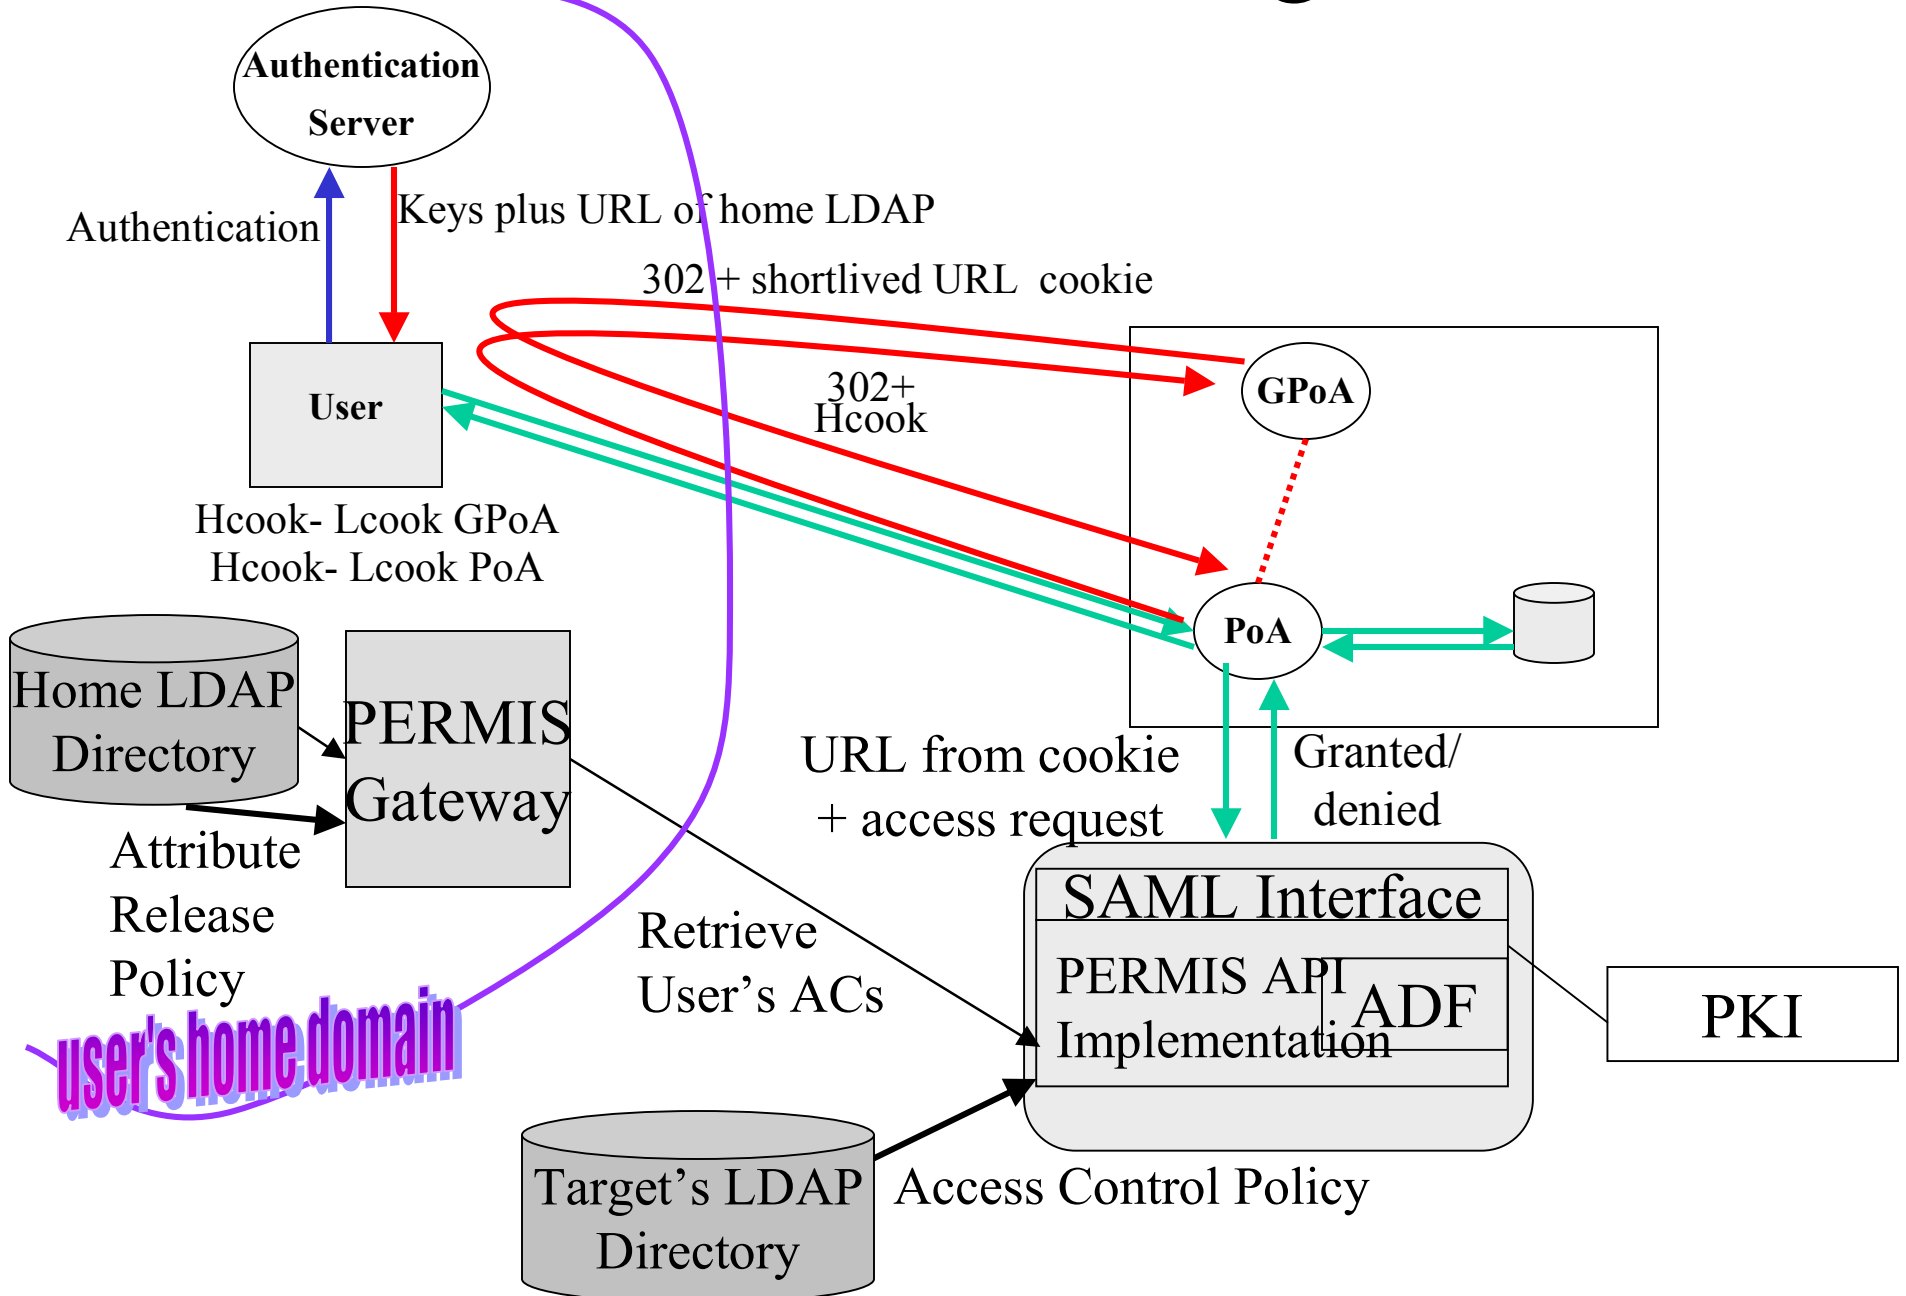 Authentication
Server
Authentication
Keys plus URL of home LDAP
302 + shortlived URL cookie
302+
Hcook
GPoA
User
Hcook- Lcook GPoA
Hcook- Lcook PoA
PoA
Home LDAP
Directory
PERMIS
Gateway
URL from cookie
+ access request
Granted/
denied
Attribute
Release
Policy
Retrieve
User’s ACs
SAML Interface
PERMIS API
Implementation
ADF
PKI
user's home domain
Target’s LDAP
Directory
Access Control Policy